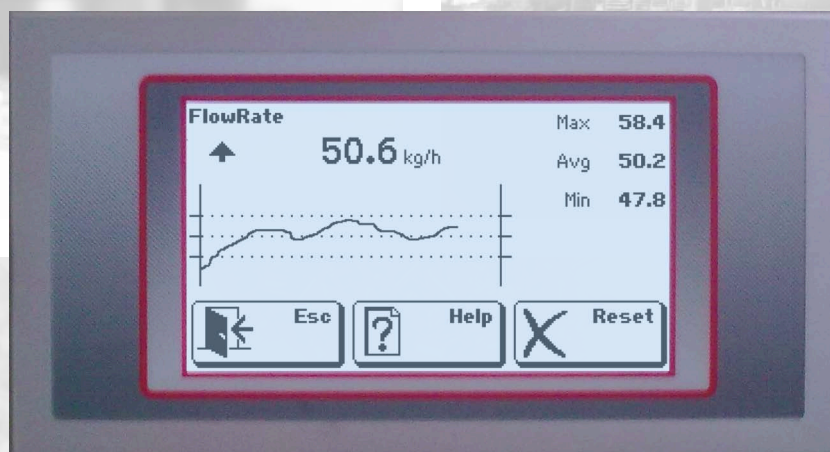 FlowRate
50.6 kg/h
Max 58.4
Avg 50.2
Min 47.8
Esc
?
Help
Reset